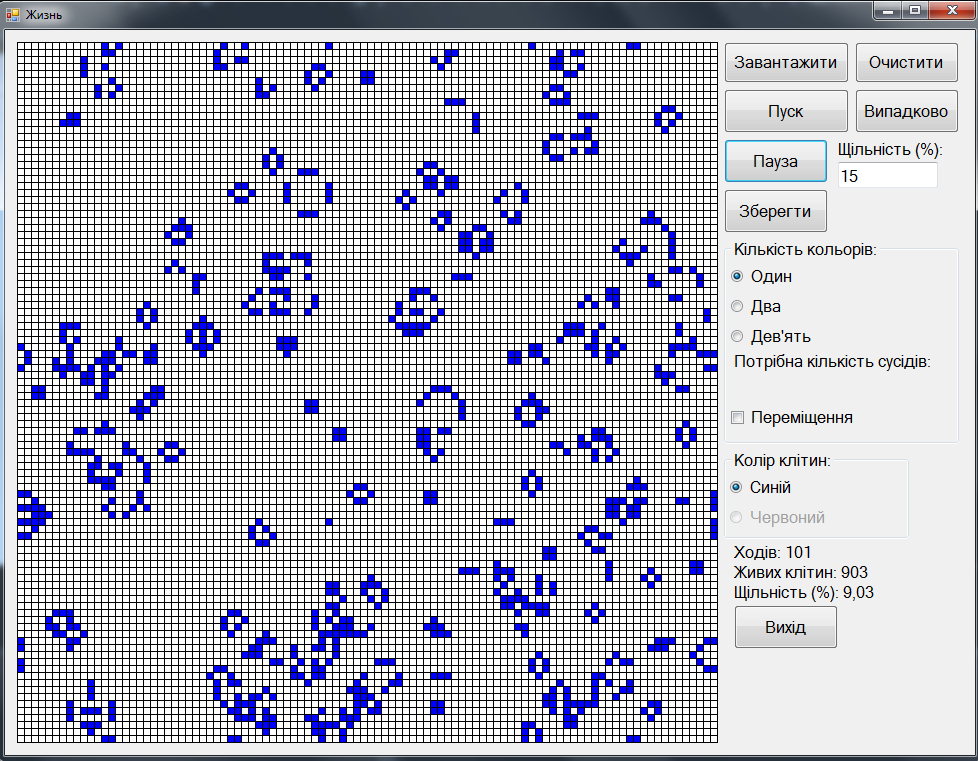 Жизнь
Завантажити
Очистити
Пуск
Випадково
Пауза
Щільність (%):
15
Зберегти
Кількість кольорів:
Один
Два
Дев'ять
Потрібна кількість сусідів:
Переміщення
Колір клітин:
Синій
Червоний
Ходів: 101
Живих клітин: 903
Щільність (%): 9,03
Вихід